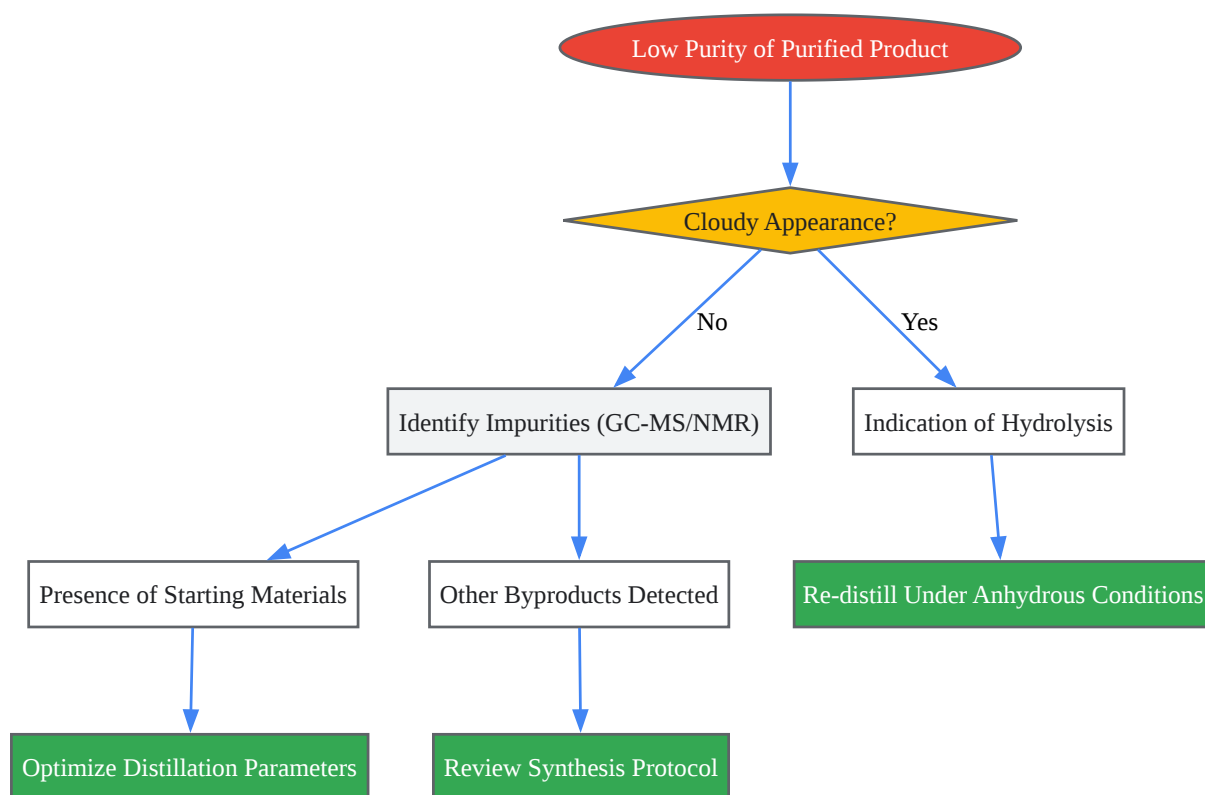 Low Purity of Purified Product
Cloudy Appearance?
No
Yes
Identify Impurities (GC-MS/NMR)
Indication of Hydrolysis
Presence of Starting Materials
Other Byproducts Detected
Re-distill Under Anhydrous Conditions
Optimize Distillation Parameters
Review Synthesis Protocol